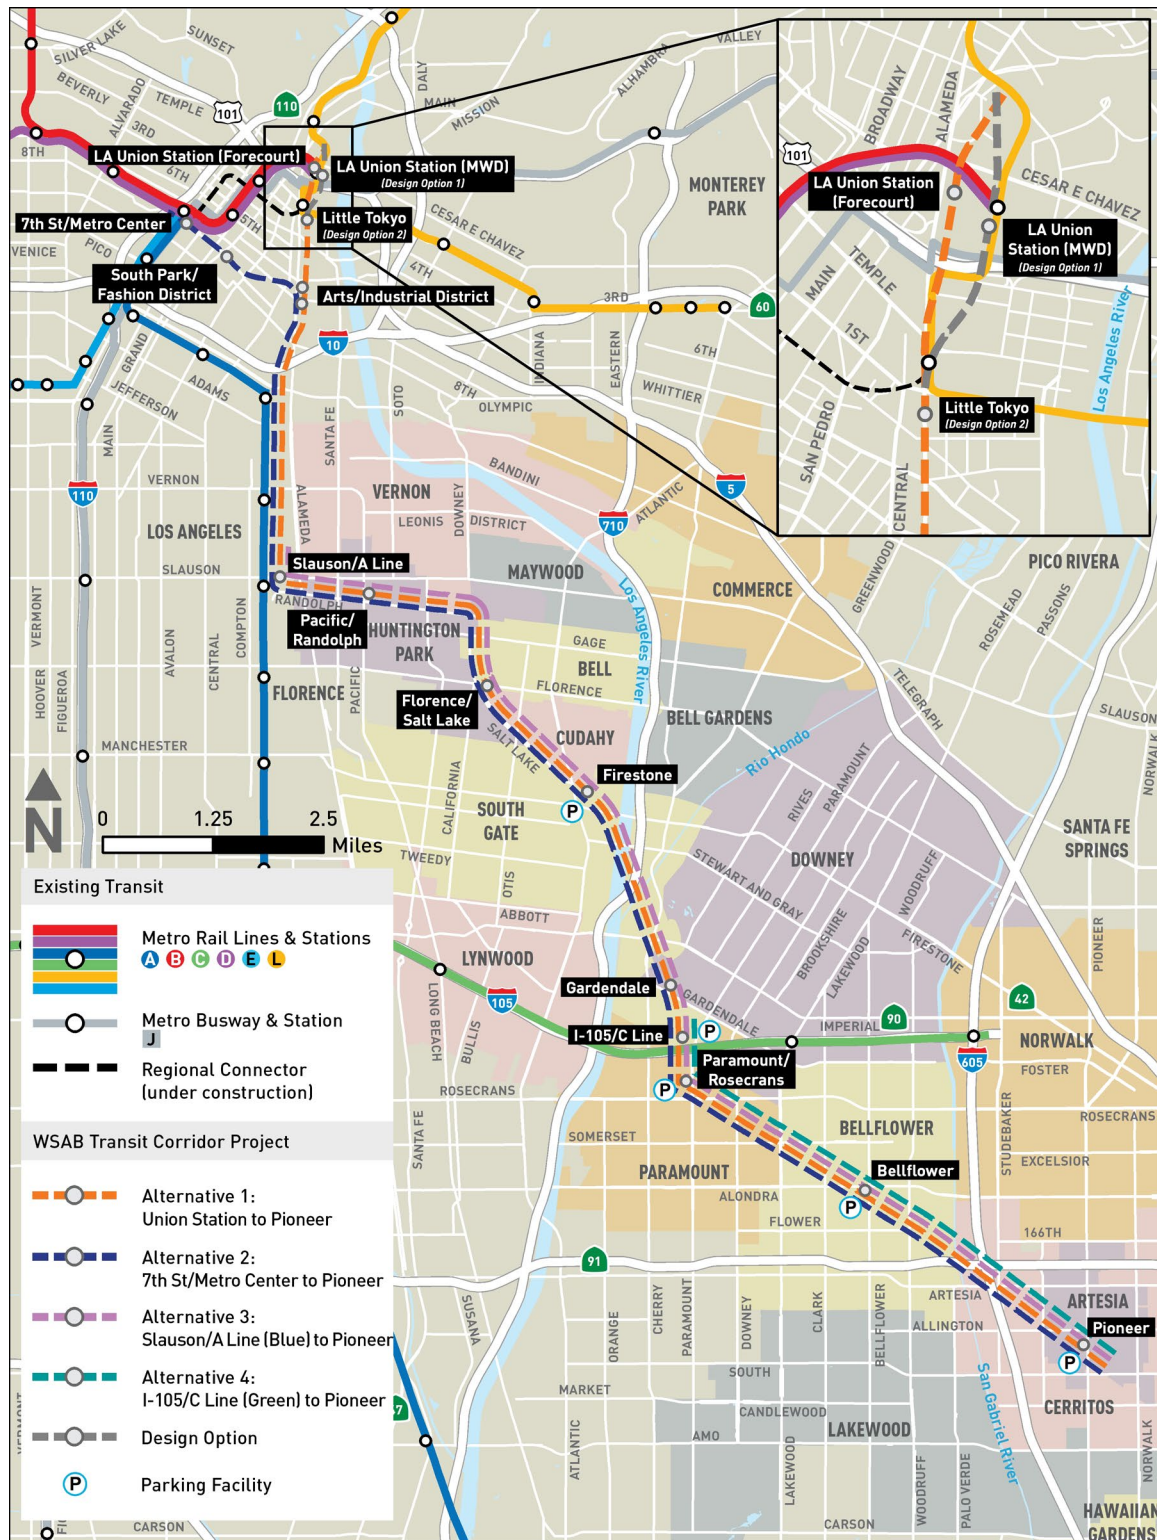 SILVER LAKE
SUNSET
BEVERLY
TEMPLE
ALVARADO
3RD
8TH
6TH
101
110
DALY
MAIN
MISSION
ALHAMBRA
VALLEY
LA Union Station (Forecourt)
LA Union Station (MWD)
(Design Option 1)
7th St/Metro Center
5TH
Little Tokyo
(Design Option 2)
CESAR E CHAVEZ
MONTEREY
PARK
VENICE
PICO
7TH
4TH
South Park/
Fashion District
Arts/Industrial District
3RD
60
10
INDIANA
EASTERN
6TH
WHITTIER
GRAND
ADAMS
JEFFERSON
MAIN
SANTA FE
SOTO
8TH
OLYMPIC
BROADWAY
ALAMEDA
101
LA Union Station
(Forecourt)
CESAR E CHAVEZ
LA Union
Station (MWD)
(Design Option 1)
MAIN
TEMPLE
1ST
Los Angeles River
Little Tokyo
(Design Option 2)
SAN PEDRO
CENTRAL
110
VERNON
LOS ANGELES
SLAUSON
ALAMEDA
VERNON
LEONIS
DISTRICT
DOWNEY
BANDINI
710
ATLANTIC
5
Slauson/A Line
RANDOLPH
Pacific/
Randolph
MAYWOOD
HUNTINGTON
PARK
Los Angeles River
COMMERCE
GREENWOOD
PICO RIVERA
ROSEMEAD
PASSONS
HOOVER
VERMONT
FIGUEROA
AVALON
CENTRAL
COMPTON
FLORENCE
PACIFIC
GAGE
BELL
FLORENCE
Florence/
Salt Lake
SALT LAKE
CUDAHY
BELL GARDENS
TELEGRAPH
SLAUSON
NORWALK
MANCHESTER
Rio Hondo
Firestone
P
CALIFORNIA
SOUTH
GATE
RIVES
PARAMOUNT
N
0
1.25
2.5
Miles
TWEEDY
OTIS
ABBOTT
DOWNEY
STEWART AND GRAY
BROOKSHIRE
LAKEWOOD
WOODRUFF
FIRESTONE
SANTA FE
SPRINGS
PIONEER
Existing Transit
Metro Rail Lines & Stations
A B C D E L
Metro Busway & Station
J
Regional Connector
(under construction)
LYNWOOD
LONG BEACH
BULLIS
105
Gardendale
GARDENDALE
I-105/C Line
P
IMPERIAL
90
42
NORWALK
605
FOSTER
Paramount/
Rosecrans
P
ROSECRANS
ROSECRANS
SANTA FE
SOMERSET
BELLFLOWER
STUDEBAKER
EXCELSIOR
PARAMOUNT
Bellflower
P
ALONDRA
FLOWER
166TH
91
WSAB Transit Corridor Project
Alternative 1:
Union Station to Pioneer
Alternative 2:
7th St/Metro Center to Pioneer
Alternative 3:
Slauson/A Line (Blue) to Pioneer
Alternative 4:
I-105/C Line (Green) to Pioneer
Design Option
P
Parking Facility
SUSANA
ORANGE
CHERRY
PARAMOUNT
DOWNEY
CLARK
BELLFLOWER
ARTESIA
ALLINGTON
ARTESIA
Pioneer
P
SOUTH
MARKET
CANDLEWOOD
LAKEWOOD
AMO
CERRITOS
San Gabriel River
ATLANTIC
LAKEWOOD
WOODRUFF
PALO VERDE
NORWALK
VERMONT
CARSON
CARSON
HAWAIIAN
GARDENS